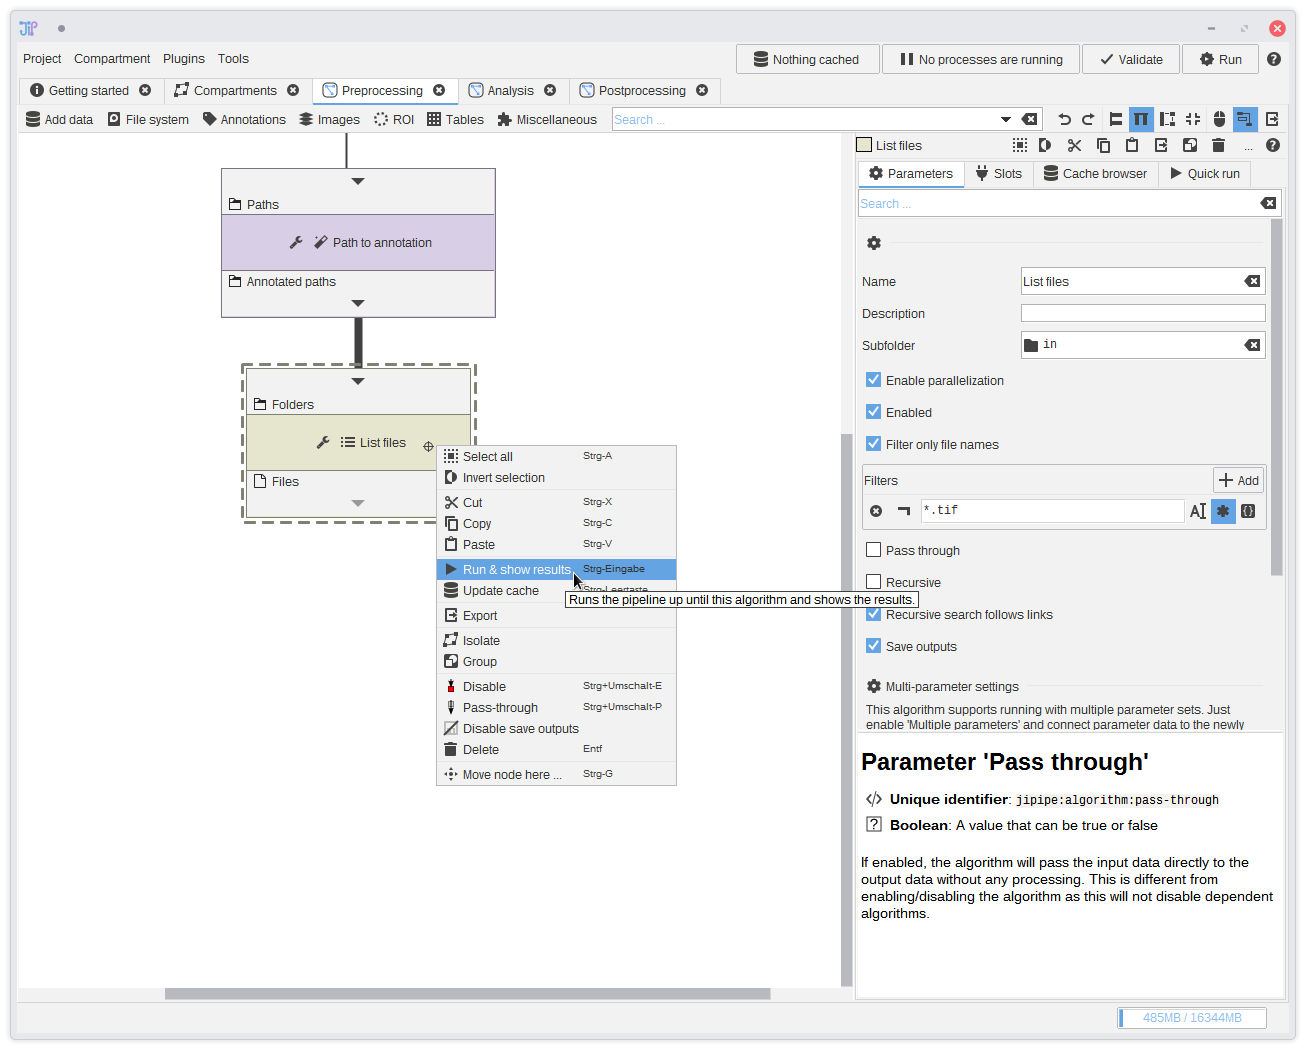 JIP
Project Compartment Plugins Tools
Nothing cached No processes are running Validate Run
Getting started Compartments Preprocessing Analysis Postprocessing
Add data File system Annotations Images ROI Tables Miscellaneous Search ...
List files ...
Parameters Slots Cache browser Quick run
Search ...
Paths
Path to annotation
Annotated paths
Folders
List files
Files
Select all Strg-A
Invert selection
Cut Strg-X
Copy Strg-C
Paste Strg-V
Run & show results Strg-Eingabe
Update cache Strg-Leertaste
Runs the pipeline up until this algorithm and shows the results.
Export
Isolate
Group
Disable Strg+Umschalt-E
Pass-through Strg+Umschalt-P
Disable save outputs
Delete Entf
Move node here ... Strg-G
Name List files
Description
Subfolder in
Enable parallelization
Enabled
Filter only file names
Filters Add
*.tif
Pass through
Recursive
Recursive search follows links
Save outputs
Multi-parameter settings
This algorithm supports running with multiple parameter sets. Just
enable 'Multiple parameters' and connect parameter data to the newly
Parameter 'Pass through'
Unique identifier: jipipe:algorithm:pass-through
Boolean: A value that can be true or false
If enabled, the algorithm will pass the input data directly to the
output data without any processing. This is different from
enabling/disabling the algorithm as this will not disable dependent
algorithms.
485MB / 16344MB